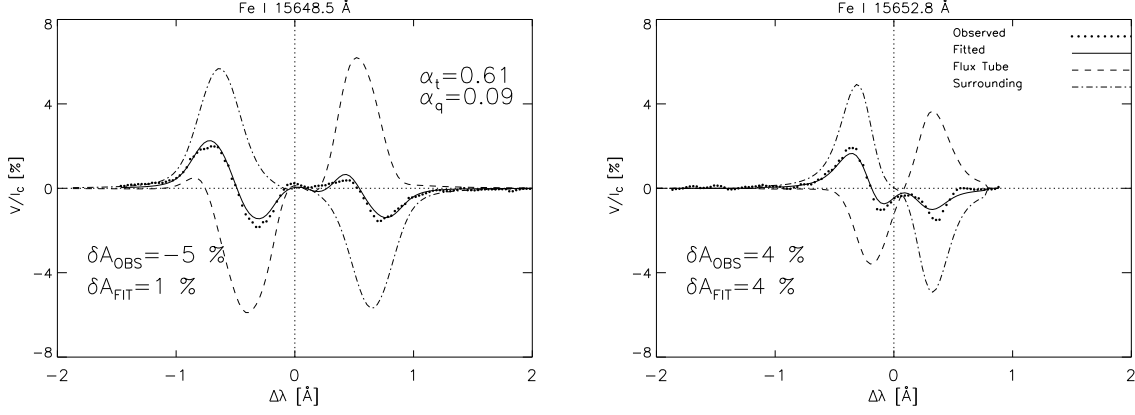 Fe I 15648.5 Å
8
4
0
−4
−8
V/I_c [%]
α_t=0.61
α_q=0.09
δA_OBS=−5 %
δA_FIT=1 %
−2 −1 0 1 2
Δλ [Å]
Fe I 15652.8 Å
8
4
0
−4
−8
V/I_c [%]
Observed
Fitted
Flux Tube
Surrounding
δA_OBS=4 %
δA_FIT=4 %
−2 −1 0 1 2
Δλ [Å]